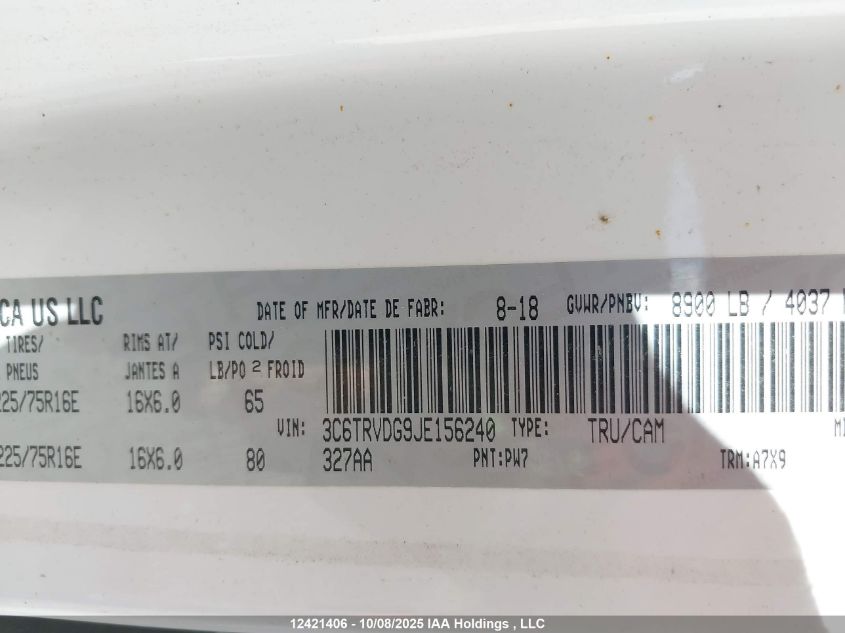 CA US LLC DATE OF MFR/DATE DE FABR: 8-18 GVWR/PNBV: 8900 LB / 4037
TIRES/ RIMS AT/ PSI COLD/
PNEUS JANTES A LB/PO 2 FROID
225/75R16E 16X6.0 65
VIN: 3C6TRVDG9JE156240 TYPE: TRU/CAM
225/75R16E 16X6.0 80 327AA PNT:PW7 TRM:A7X9
12421406 - 10/08/2025 IAA Holdings , LLC